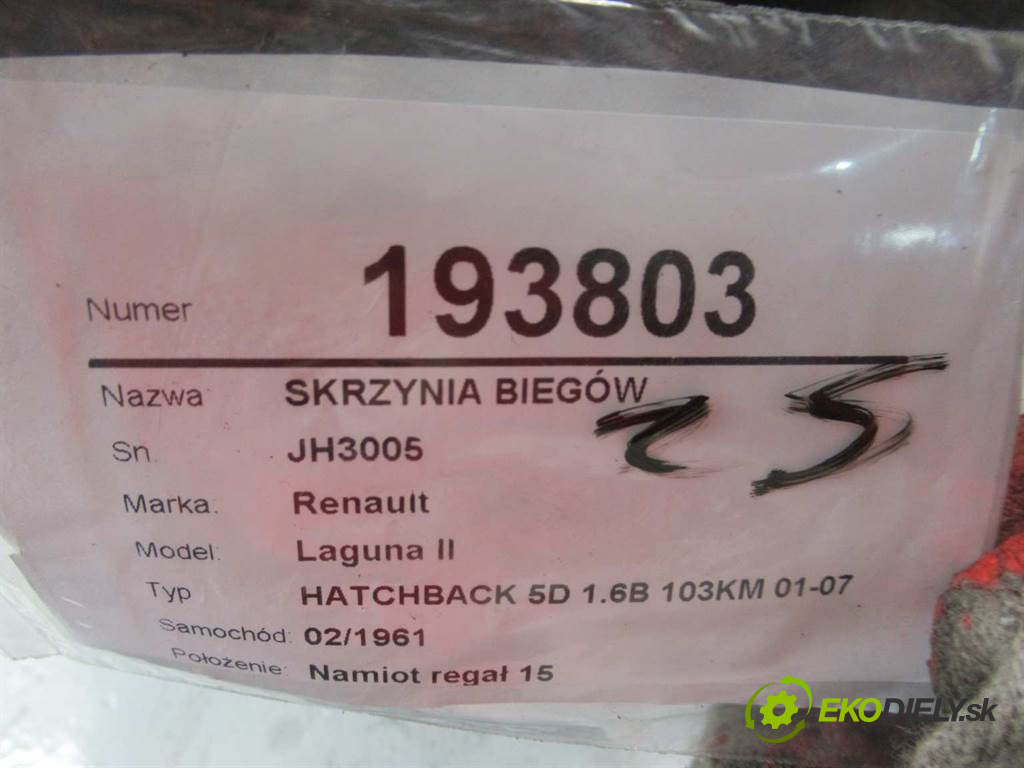 Numer 193803
Nazwa SKRZYNIA BIEGÓW
25
Sn. JH3005
Marka: Renault
Model: Laguna II
Typ HATCHBACK 5D 1.6B 103KM 01-07
Samochód: 02/1961
Położenie: Namiot regał 15
EKODIELY.sk